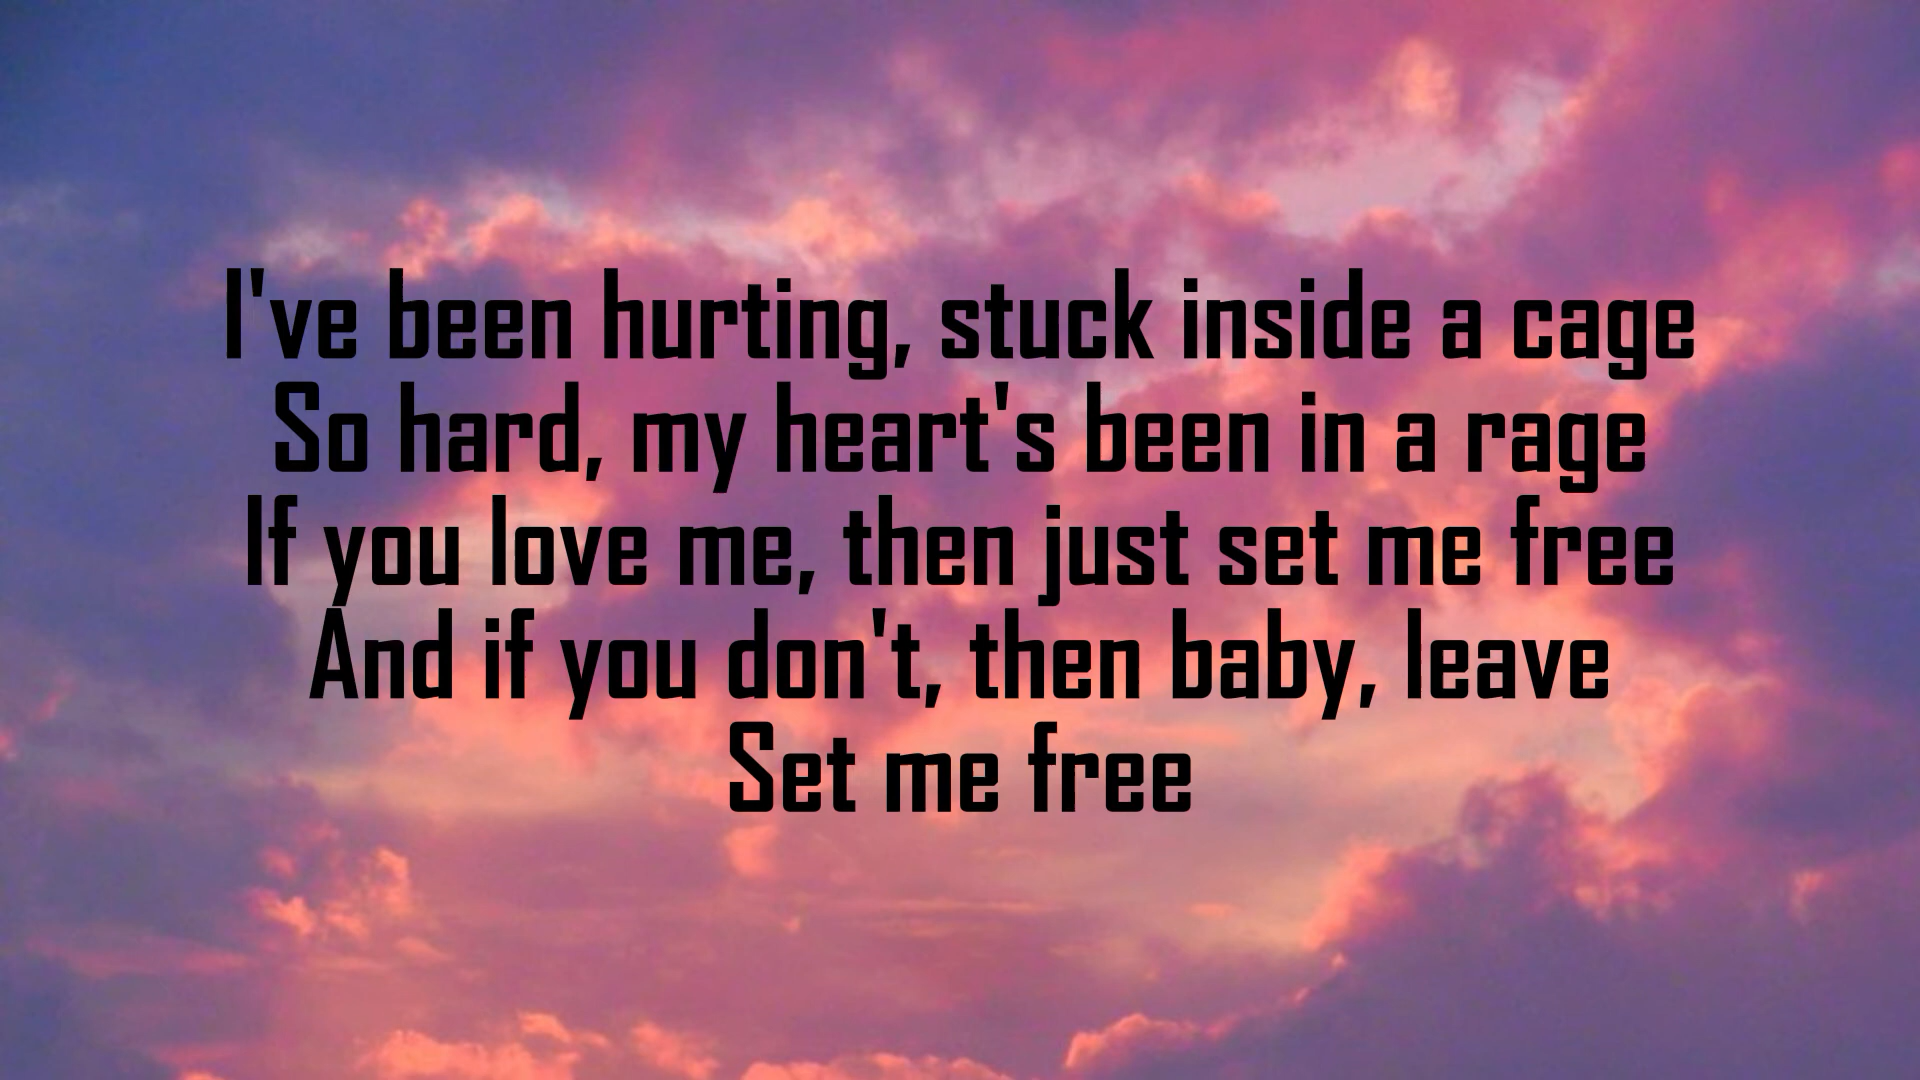 I've been hurting, stuck inside a cage
So hard, my heart's been in a rage
If you love me, then just set me free
And if you don't, then baby, leave
Set me free